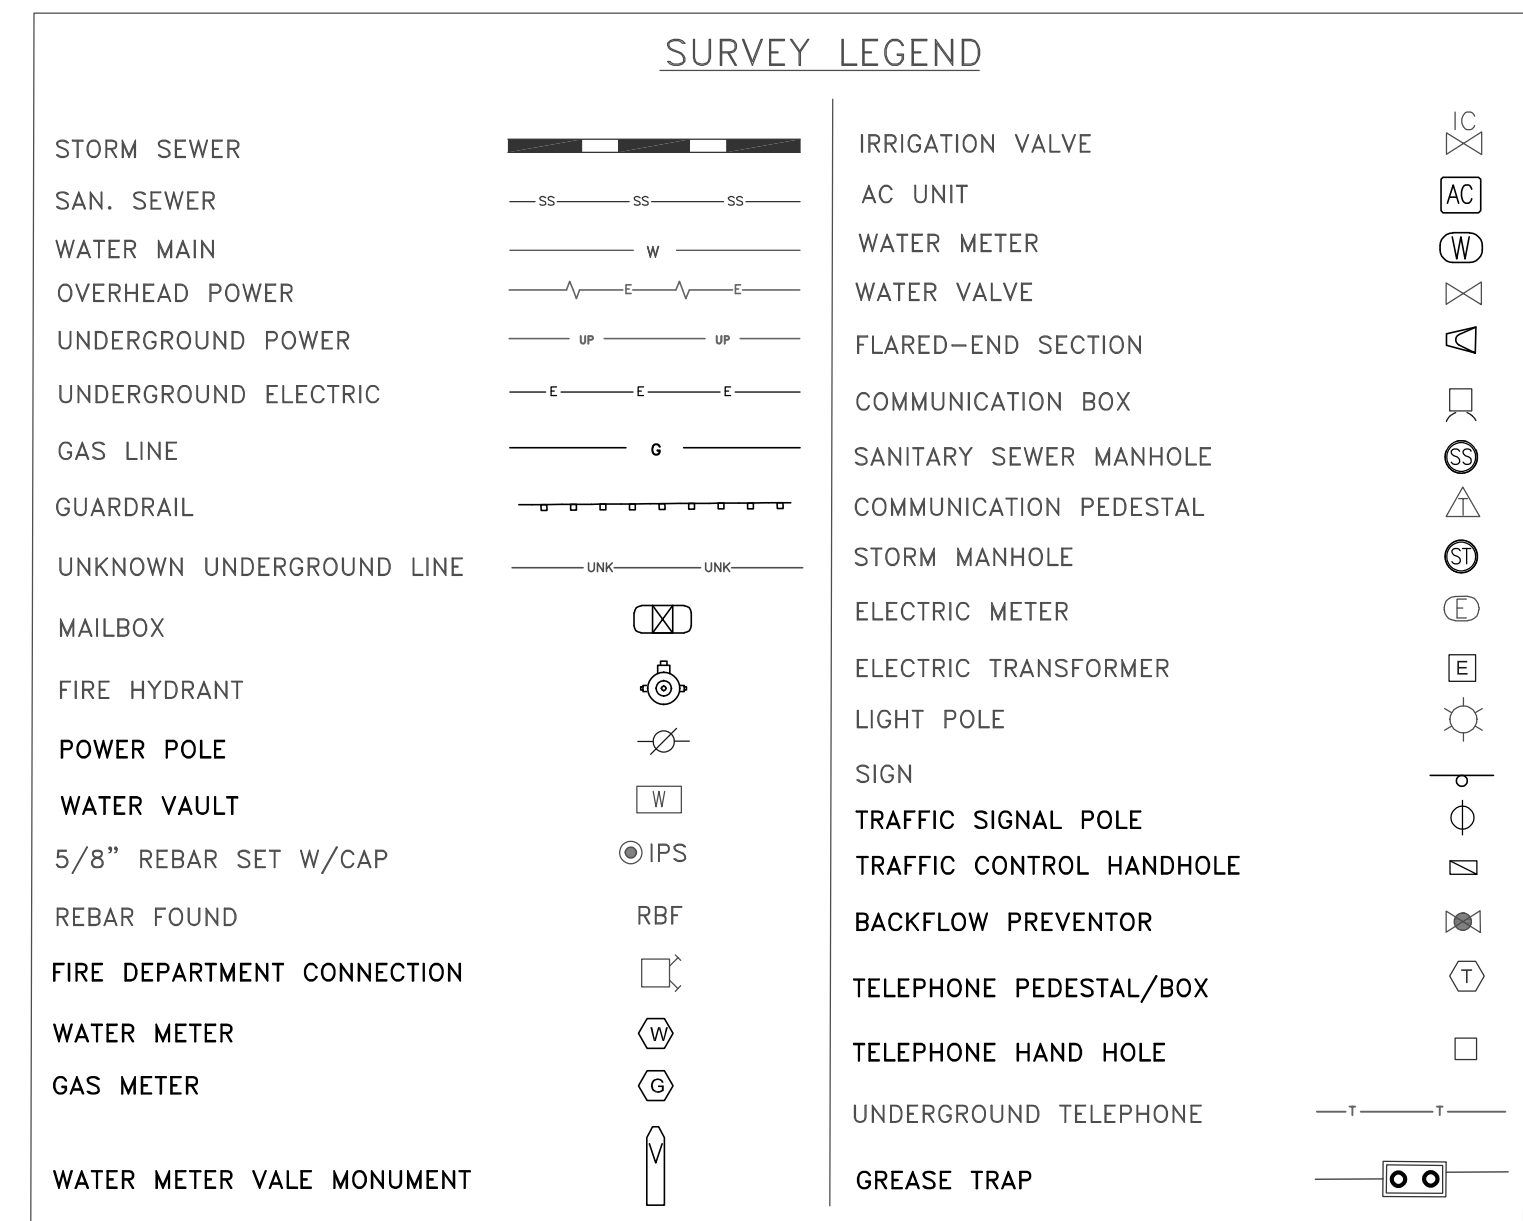 SURVEY LEGEND
STORM SEWER
SAN. SEWER SS SS SS
WATER MAIN W
OVERHEAD POWER E E
UNDERGROUND POWER UP UP
UNDERGROUND ELECTRIC E E E
GAS LINE G
GUARDRAIL
UNKNOWN UNDERGROUND LINE UNK UNK
MAILBOX
FIRE HYDRANT
POWER POLE
WATER VAULT W
5/8” REBAR SET W/CAP IPS
REBAR FOUND RBF
FIRE DEPARTMENT CONNECTION
WATER METER W
GAS METER G
WATER METER VALE MONUMENT
IC
IRRIGATION VALVE
AC UNIT AC
WATER METER W
WATER VALVE
FLARED-END SECTION
COMMUNICATION BOX
SANITARY SEWER MANHOLE SS
COMMUNICATION PEDESTAL T
STORM MANHOLE ST
ELECTRIC METER E
ELECTRIC TRANSFORMER E
LIGHT POLE
SIGN
TRAFFIC SIGNAL POLE
TRAFFIC CONTROL HANDHOLE
BACKFLOW PREVENTOR
TELEPHONE PEDESTAL/BOX T
TELEPHONE HAND HOLE
UNDERGROUND TELEPHONE T T
GREASE TRAP